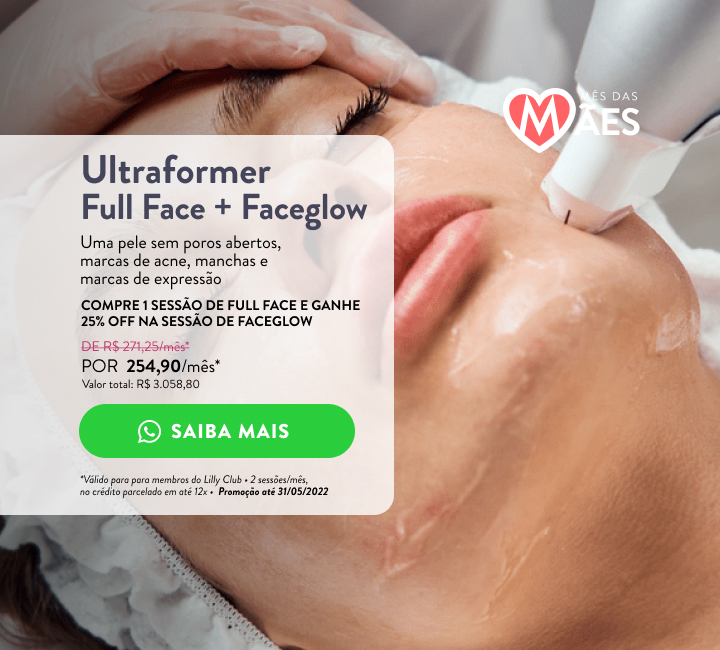 MÊS DAS
MÃES
Ultraformer
Full Face + Faceglow
Uma pele sem poros abertos,
marcas de acne, manchas e
marcas de expressão
COMPRE 1 SESSÃO DE FULL FACE E GANHE
25% OFF NA SESSÃO DE FACEGLOW
DE R$ 271,25/mês*
POR 254,90/mês*
Valor total: R$ 3.058,80
SAIBA MAIS
*Válido para para membros do Lilly Club • 2 sessões/mês,
no crédito parcelado em até 12x • Promoção até 31/05/2022